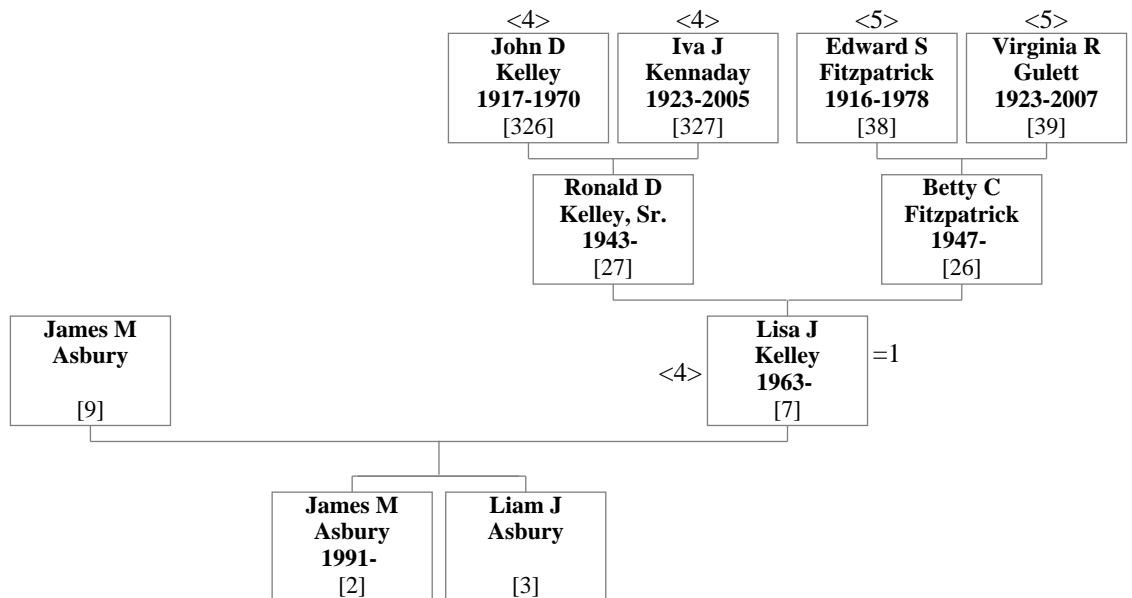 <4>
John D
Kelley
1917-1970
[326]
<4>
Iva J
Kennaday
1923-2005
[327]
<5>
Edward S
Fitzpatrick
1916-1978
[38]
<5>
Virginia R
Gulett
1923-2007
[39]
Ronald D
Kelley, Sr.
1943-
[27]
Betty C
Fitzpatrick
1947-
[26]
James M
Asbury
[9]
<4>
Lisa J
Kelley
1963-
[7]
=1
James M
Asbury
1991-
[2]
Liam J
Asbury
[3]